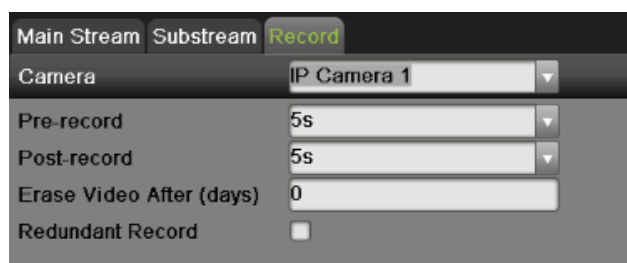 Main Stream Substream Record
Camera IP Camera 1
Pre-record 5s
Post-record 5s
Erase Video After (days) 0
Redundant Record